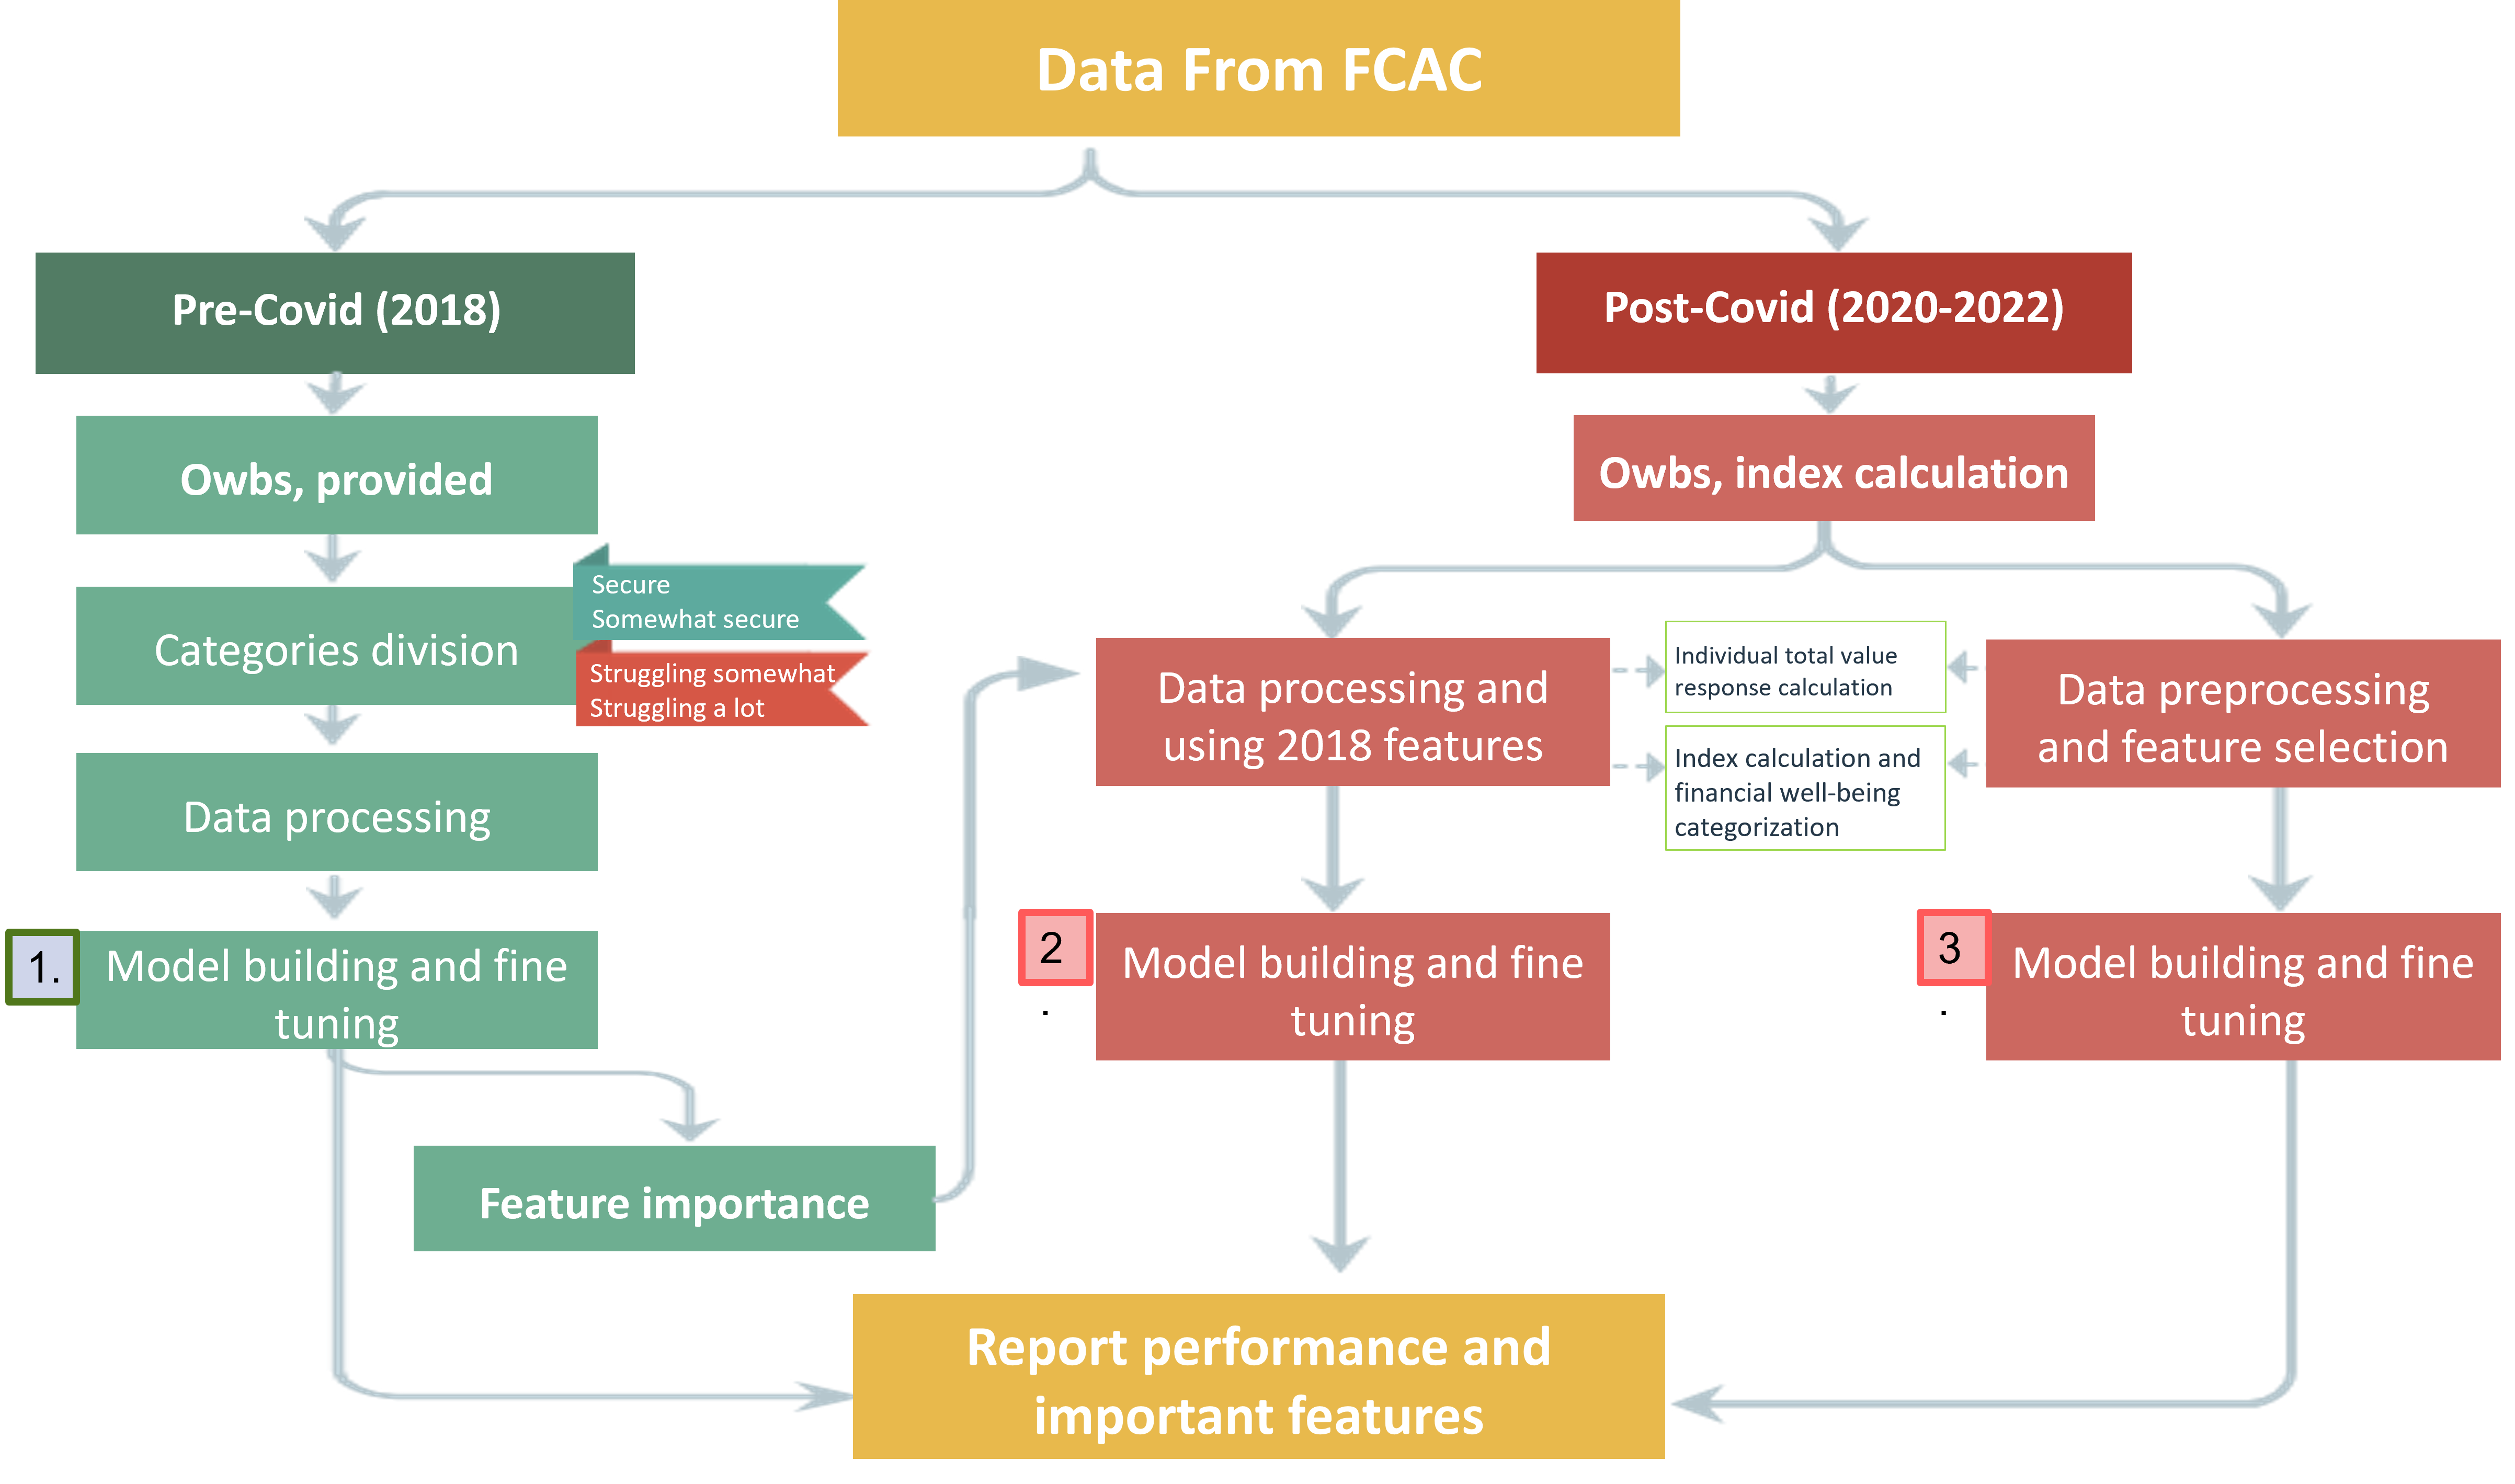 Data From FCAC
Pre-Covid (2018)
Post-Covid (2020-2022)
Owbs, provided
Owbs, index calculation
Categories division
Secure
Somewhat secure
Struggling somewhat
Struggling a lot
Data processing and
using 2018 features
Individual total value
response calculation
Index calculation and
financial well-being
categorization
Data preprocessing
and feature selection
Data processing
1.
Model building and fine
tuning
2
.
Model building and fine
tuning
3
.
Model building and fine
tuning
Feature importance
Report performance and
important features